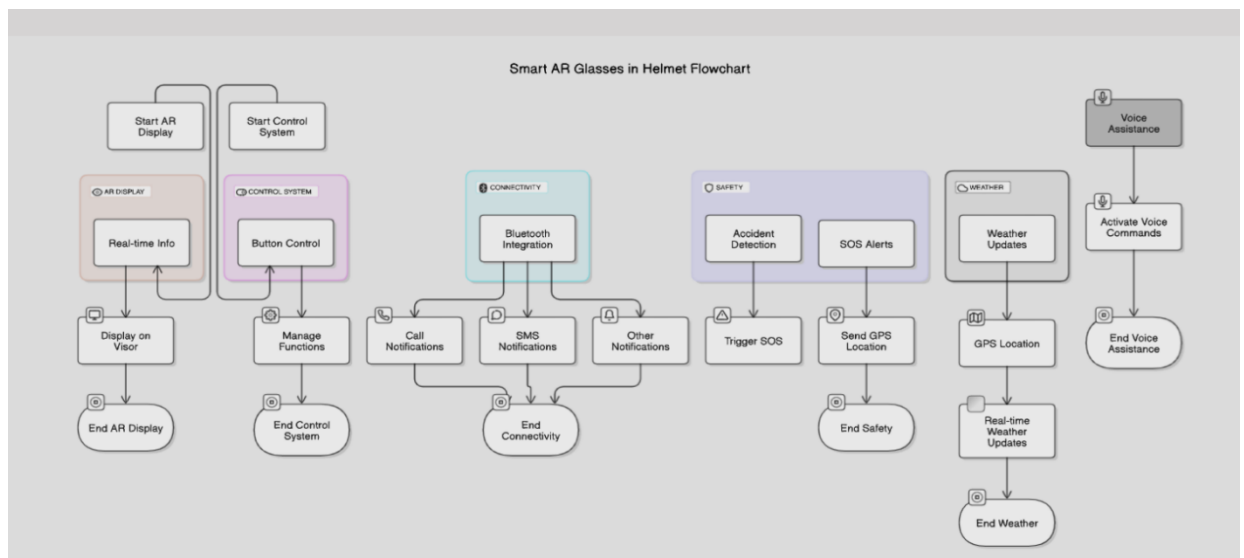 Smart AR Glasses in Helmet Flowchart
Start AR
Display
Start Control
System
Voice
Assistance
AR DISPLAY
CONTROL SYSTEM
CONNECTIVITY
SAFETY
WEATHER
Real-time Info
Button Control
Bluetooth
Integration
Accident
Detection
SOS Alerts
Weather
Updates
Activate Voice
Commands
Display on
Visor
Manage
Functions
Call
Notifications
SMS
Notifications
Other
Notifications
Trigger SOS
Send GPS
Location
GPS Location
End Voice
Assistance
End AR Display
End Control
System
End
Connectivity
End Safety
Real-time
Weather
Updates
End Weather